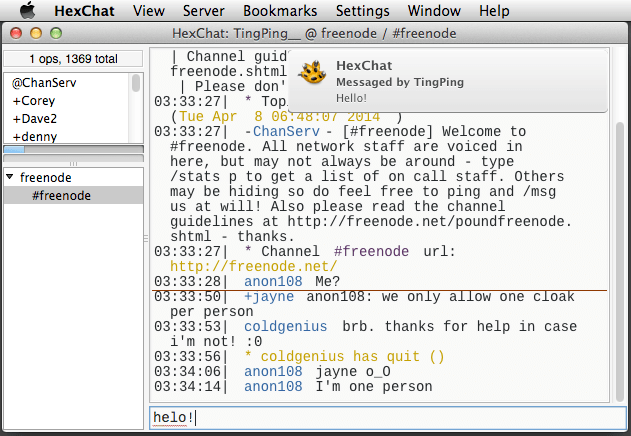 HexChat View Server Bookmarks Settings Window Help
HexChat: TingPing__ @ freenode / #freenode
1 ops, 1369 total
@ChanServ
+Corey
+Dave2
+denny
freenode
#freenode
HexChat
Messaged by TingPing
Hello!
| Channel
freenode.shtml
| Please don'
03:33:27| *
(Tue Apr  8 06:48:07 2014 )
03:33:27| -ChanServ- [#freenode] Welcome to
#freenode. All network staff are voiced in
here, but may not always be around - type
/stats p to get a list of on call staff. Others
may be hiding so do feel free to ping and /msg
us at will! Also please read the channel
guidelines at http://freenode.net/poundfreenode.
shtml - thanks.
03:33:27| * Channel #freenode url:
http://freenode.net/
03:33:28| anon108 Me?
03:33:50| +jayne anon108: we only allow one cloak
per person
03:33:53| coldgenius brb. thanks for help in case
i'm not! :0
03:33:56| * coldgenius has quit ()
03:34:06| anon108 jayne o_O
03:34:14| anon108 I'm one person
helo!